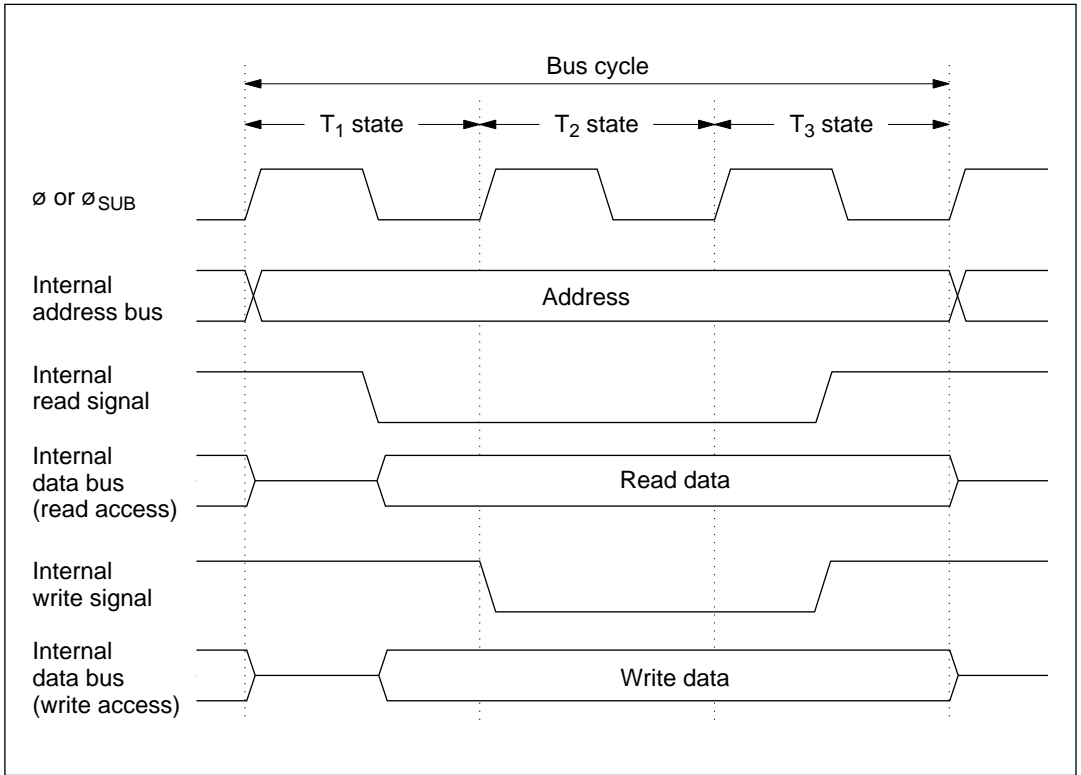 Bus cycle
T1 state
T2 state
T3 state
ø or øSUB
Internal
address bus
Address
Internal
read signal
Internal
data bus
(read access)
Read data
Internal
write signal
Internal
data bus
(write access)
Write data